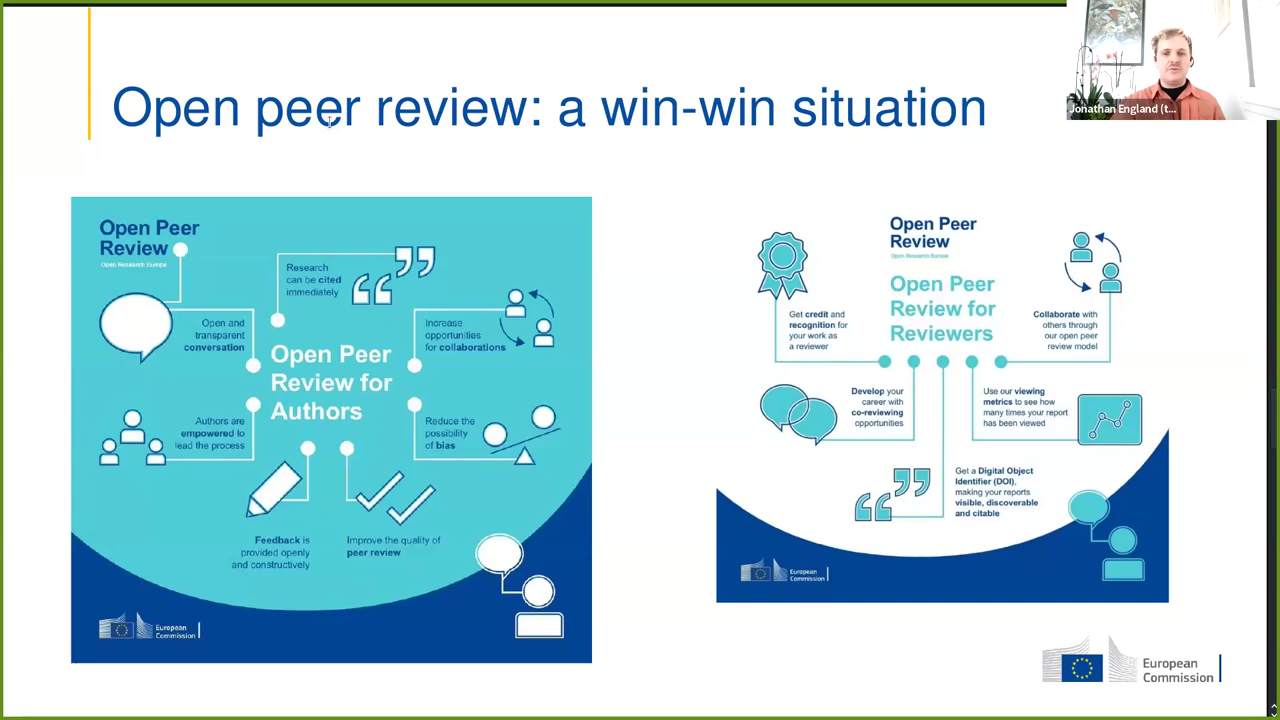 Open peer review: a win-win situation
Jonathan England (t...
Open Peer
Review
Open Research Europe
Research
can be cited
immediately
Open and
transparent
conversation
Increase
opportunities
for collaborations
Open Peer
Review for
Authors
Authors are
empowered to
lead the process
Reduce the
possibility
of bias
Feedback is
provided openly
and constructively
Improve the quality of
peer review
European
Commission
Open Peer
Review
Open Research Europe
Open Peer
Review for
Reviewers
Get credit and
recognition for
your work as
a reviewer
Collaborate with
others through
our open peer
review model
Develop your
career with
co-reviewing
opportunities
Use our viewing
metrics to see how
many times your report
has been viewed
Get a Digital Object
Identifier (DOI),
making your reports
visible, discoverable
and citable
European
Commission
European
Commission